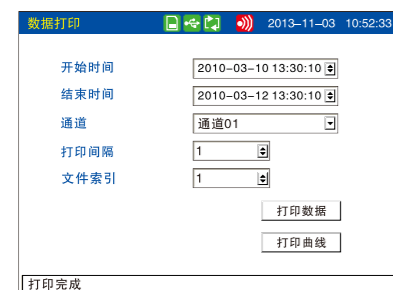 数据打印 2013-11-03 10:52:33
开始时间 2010-03-10 13:30:10
结束时间 2010-03-12 13:30:10
通道 通道01
打印间隔 1
文件索引 1
打印数据
打印曲线
打印完成